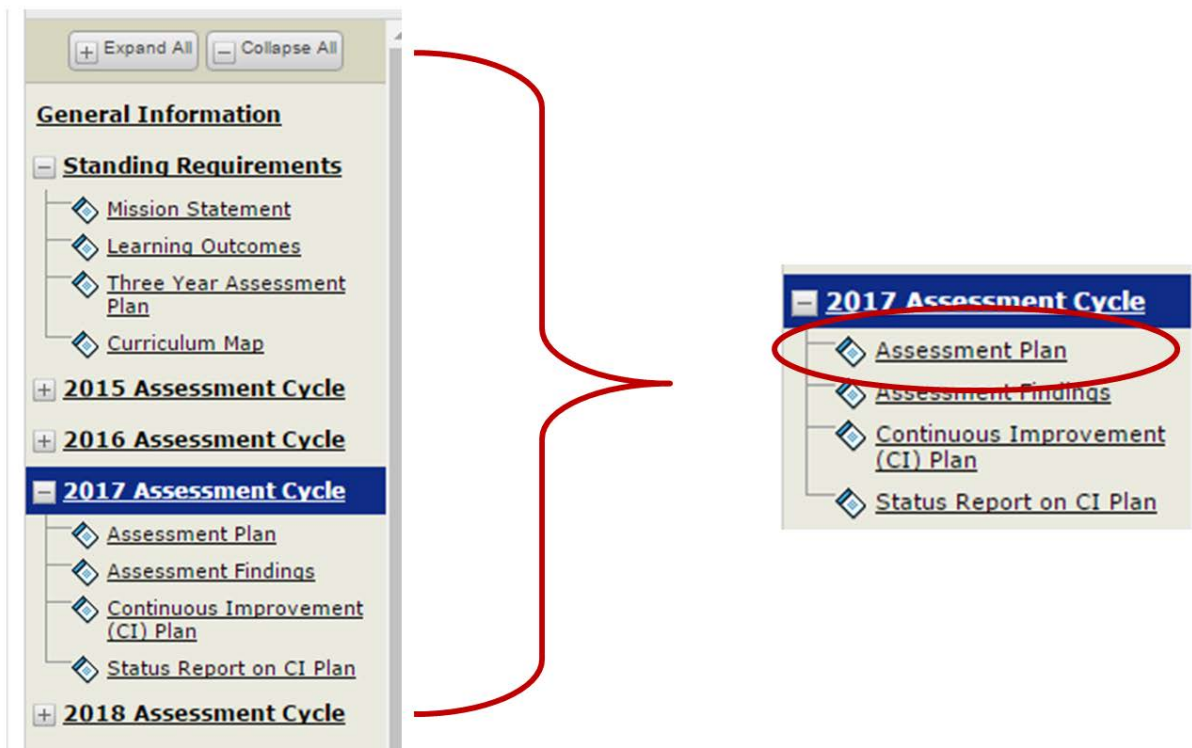 Expand All Collapse All
General Information
Standing Requirements
Mission Statement
Learning Outcomes
Three Year Assessment
Plan
Curriculum Map
2015 Assessment Cycle
2016 Assessment Cycle
2017 Assessment Cycle
Assessment Plan
Assessment Findings
Continuous Improvement
(CI) Plan
Status Report on CI Plan
2018 Assessment Cycle
2017 Assessment Cycle
Assessment Plan
Assessment Findings
Continuous Improvement
(CI) Plan
Status Report on CI Plan